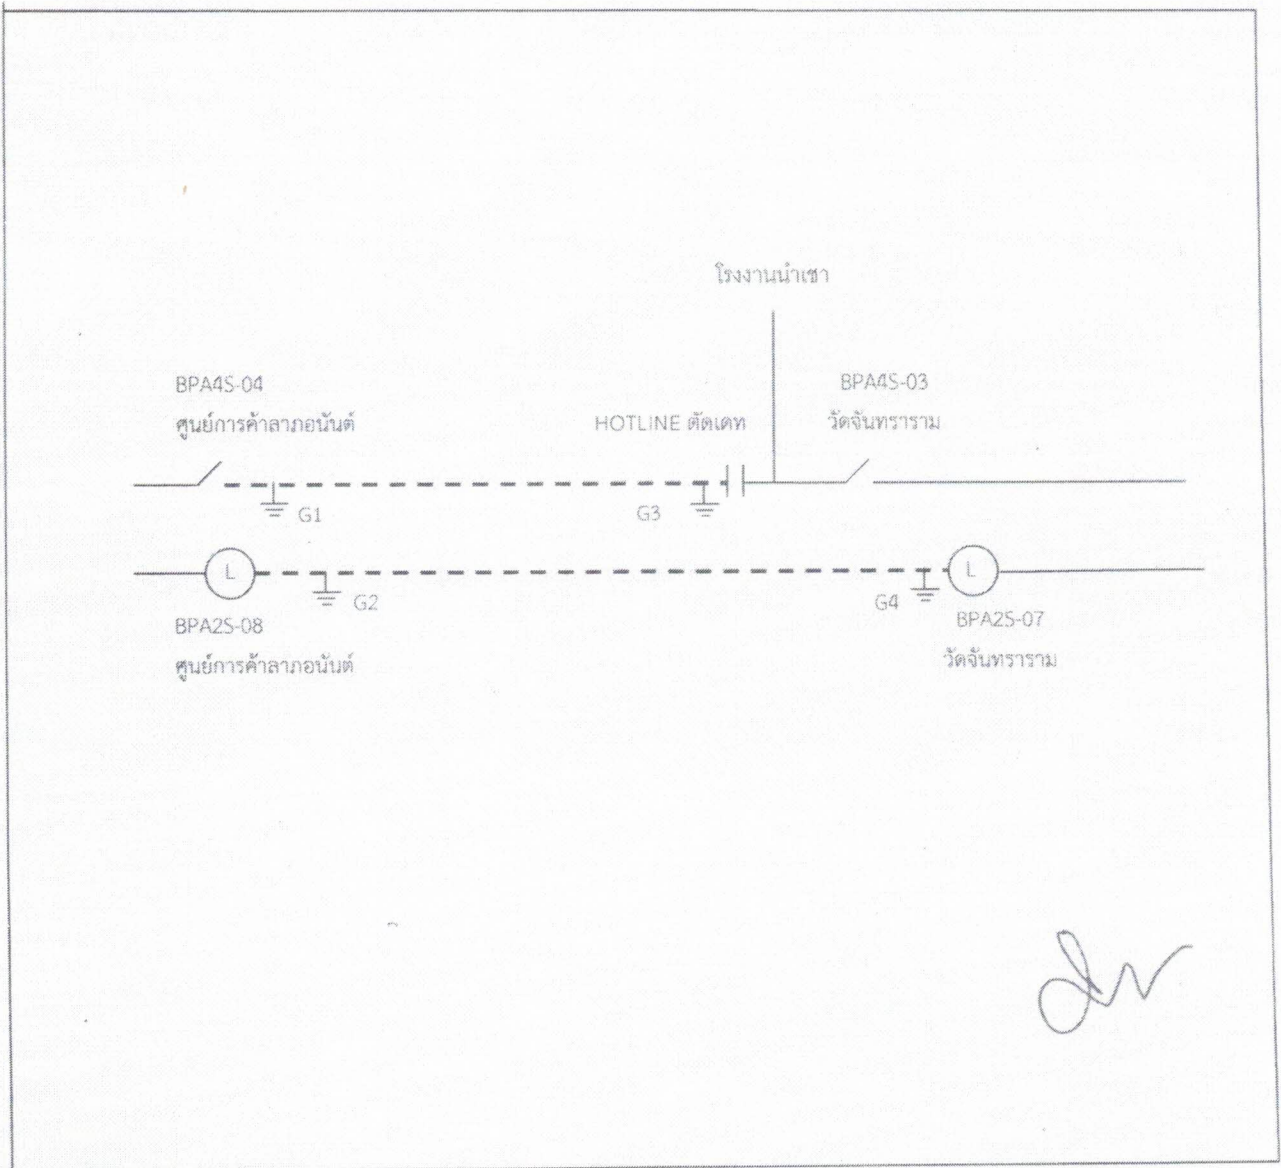 โรงงานนำเชา
BPA4S-04
ศูนย์การค้าลาภอนันต์
HOTLINE ตัดเดท
BPA4S-03
วัดจันทราราม
G1
G3
L
G2
G4
L
BPA2S-08
ศูนย์การค้าลาภอนันต์
BPA2S-07
วัดจันทราราม